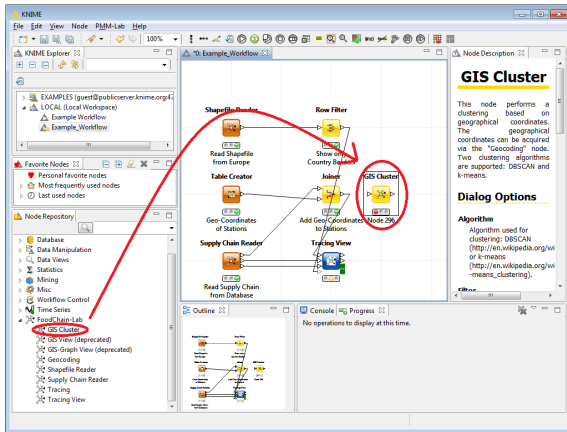 KNIME
File Edit View Node PMM-Lab Help
100%
KNIME Explorer
EXAMPLES (guest@publicserver.knime.org:47
LOCAL (Local Workspace)
Example Workflow
Example_Workflow
Favorite Nodes
Personal favorite nodes
Most frequently used nodes
Last used nodes
Node Repository
Database
Data Manipulation
Data Views
Statistics
Mining
Misc
Workflow Control
Time Series
FoodChain-Lab
GIS Cluster
GIS View (deprecated)
GIS-Graph View (deprecated)
Geocoding
Shapefile Reader
Supply Chain Reader
Tracing
Tracing View
*0: Example_Workflow
Shapefile Reader
Read Shapefile
from Europe
Row Filter
Show only
Country Borders
Table Creator
Geo-Coordinates
of Stations
Joiner
Add Geo-Coordinates
to Stations
GIS Cluster
Node 296
Supply Chain Reader
Read Supply Chain
from Database
Tracing View
Outline
Console
Progress
No operations to display at this time.
Node Description
GIS Cluster
This node performs a
clustering based on
geographical coordinates.
The geographical
coordinates can be acquired
via the "Geocoding" node.
Two clustering algorithms
are supported: DBSCAN and
k-means.
Dialog Options
Algorithm
Algorithm used for
clustering: DBSCAN
(http://en.wikipedia.org/wi
or k-means
(http://en.wikipedia.org/wi
-means_clustering).
Filter